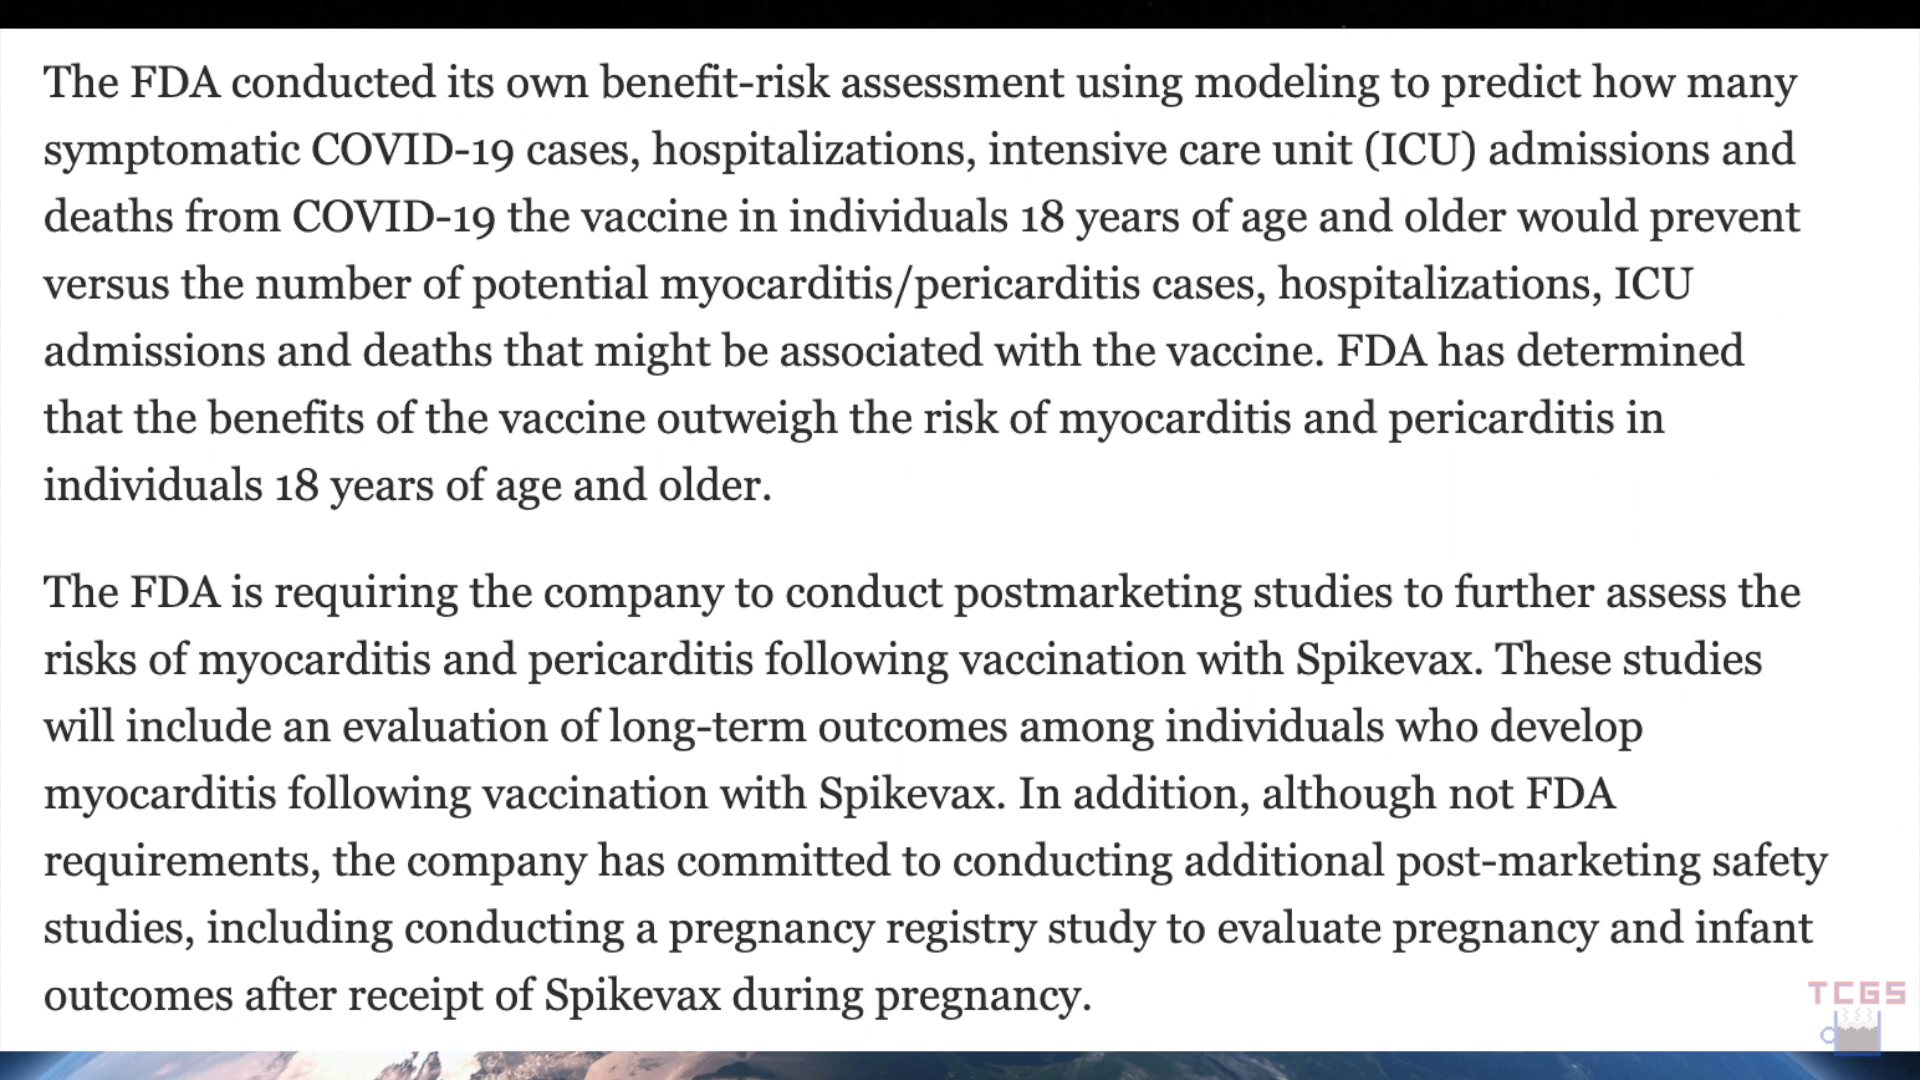 The FDA conducted its own benefit-risk assessment using modeling to predict how many
symptomatic COVID-19 cases, hospitalizations, intensive care unit (ICU) admissions and
deaths from COVID-19 the vaccine in individuals 18 years of age and older would prevent
versus the number of potential myocarditis/pericarditis cases, hospitalizations, ICU
admissions and deaths that might be associated with the vaccine. FDA has determined
that the benefits of the vaccine outweigh the risk of myocarditis and pericarditis in
individuals 18 years of age and older.
The FDA is requiring the company to conduct postmarketing studies to further assess the
risks of myocarditis and pericarditis following vaccination with Spikevax. These studies
will include an evaluation of long-term outcomes among individuals who develop
myocarditis following vaccination with Spikevax. In addition, although not FDA
requirements, the company has committed to conducting additional post-marketing safety
studies, including conducting a pregnancy registry study to evaluate pregnancy and infant
outcomes after receipt of Spikevax during pregnancy.
TCGS